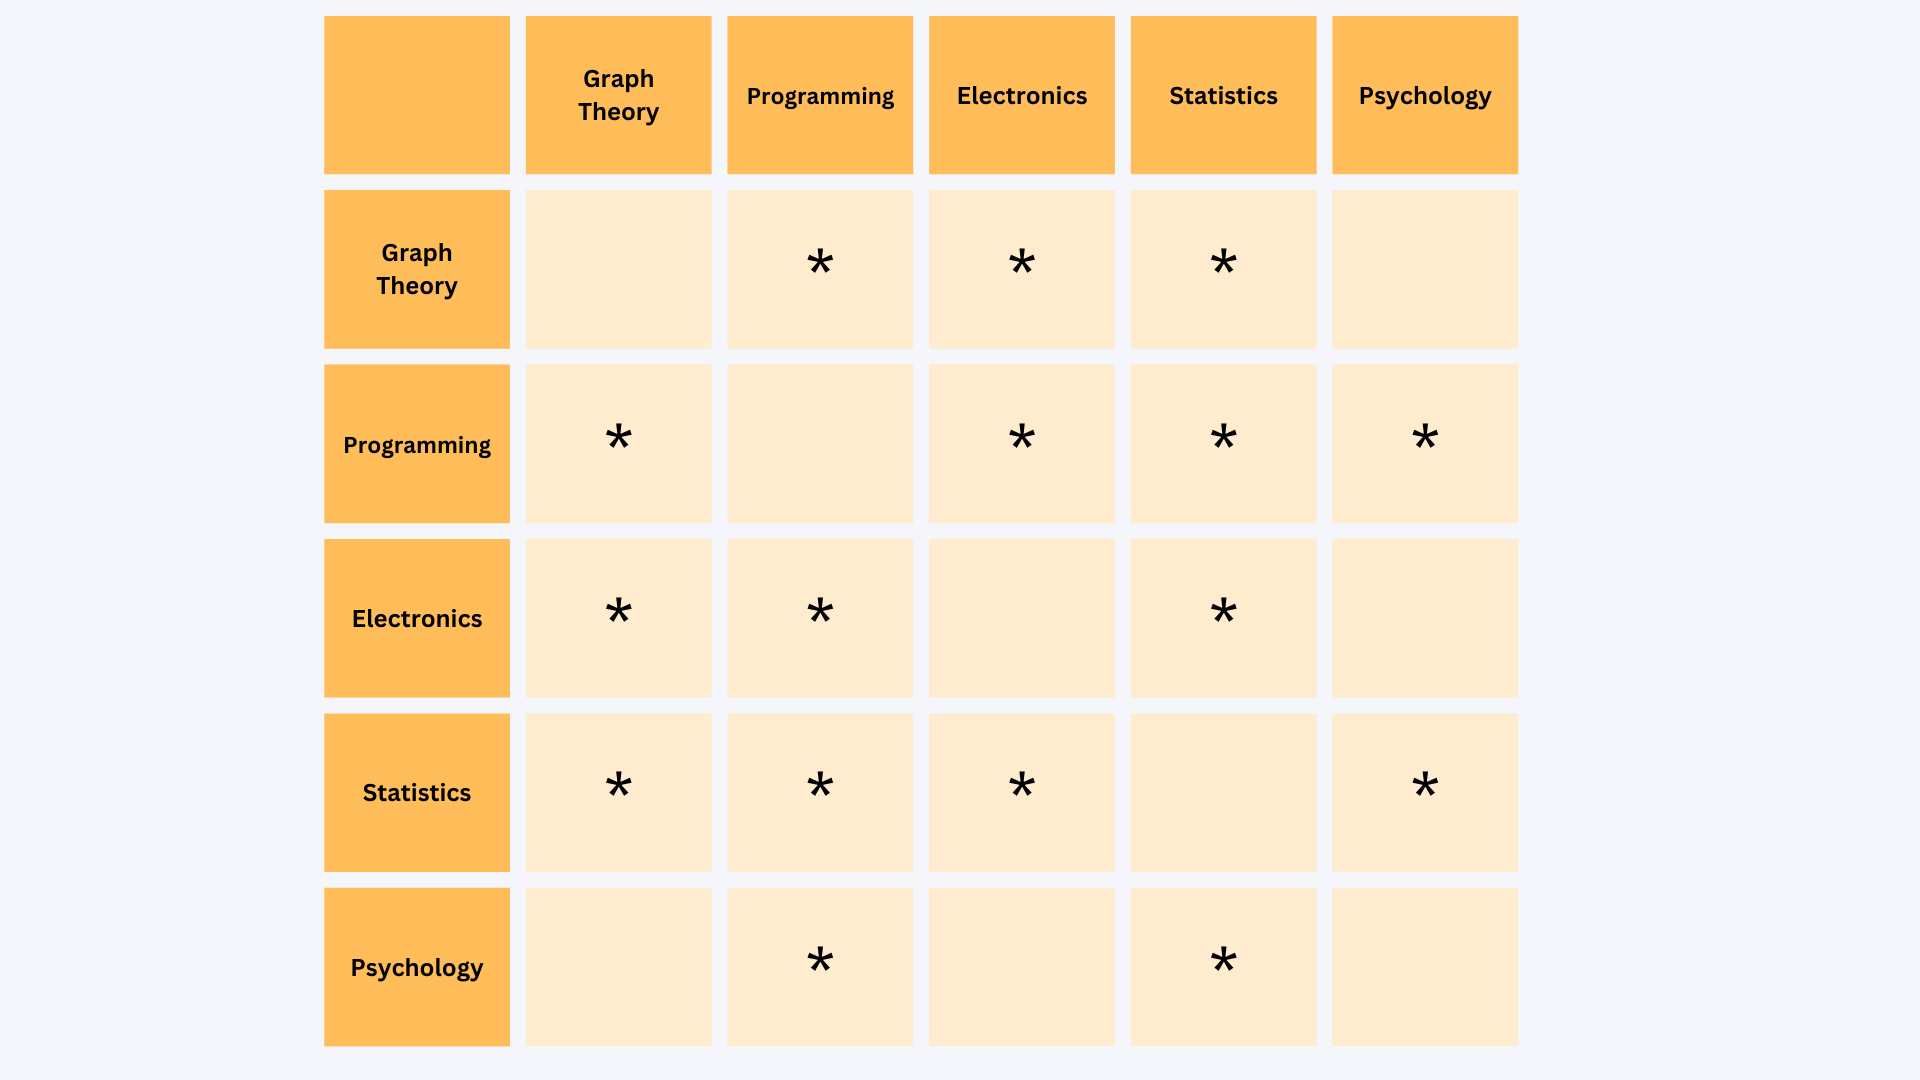 Graph
Theory
Programming
Electronics
Statistics
Psychology
Graph
Theory
* * *
Programming
* * * *
Electronics
* * *
Statistics
* * * *
Psychology
* *